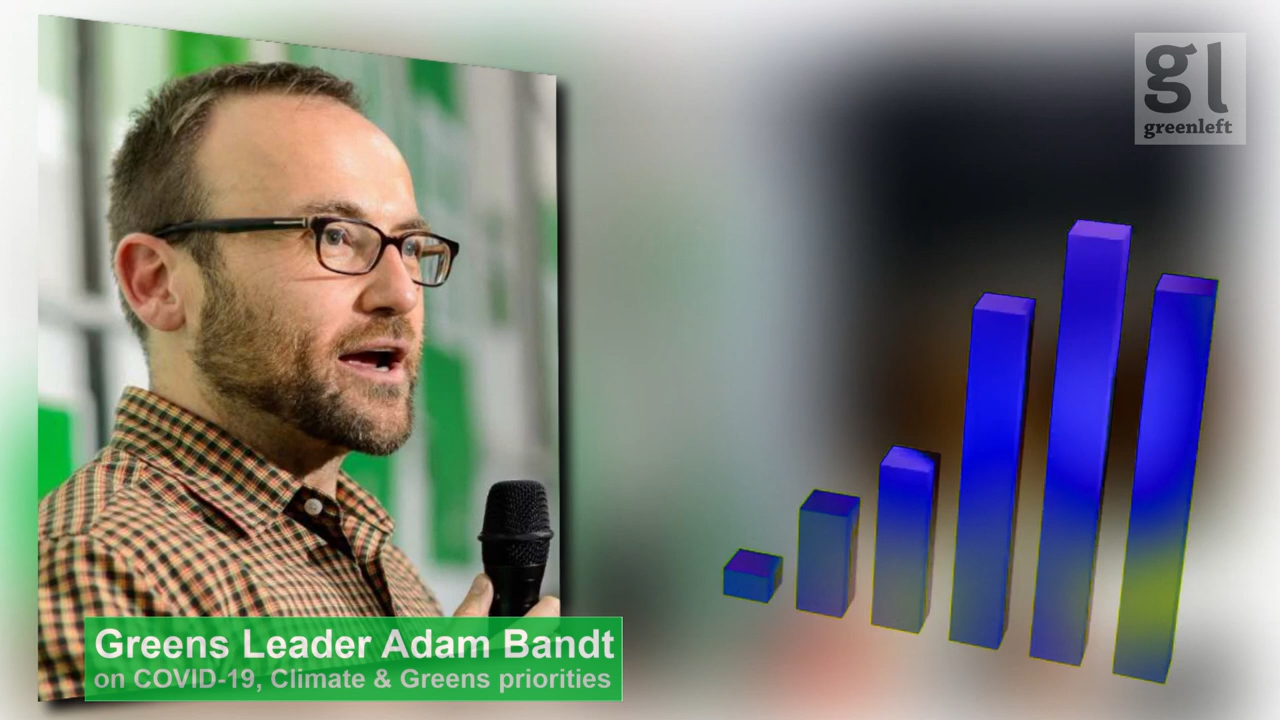 gl
greenleft
Greens Leader Adam Bandt
on COVID-19, Climate & Greens priorities